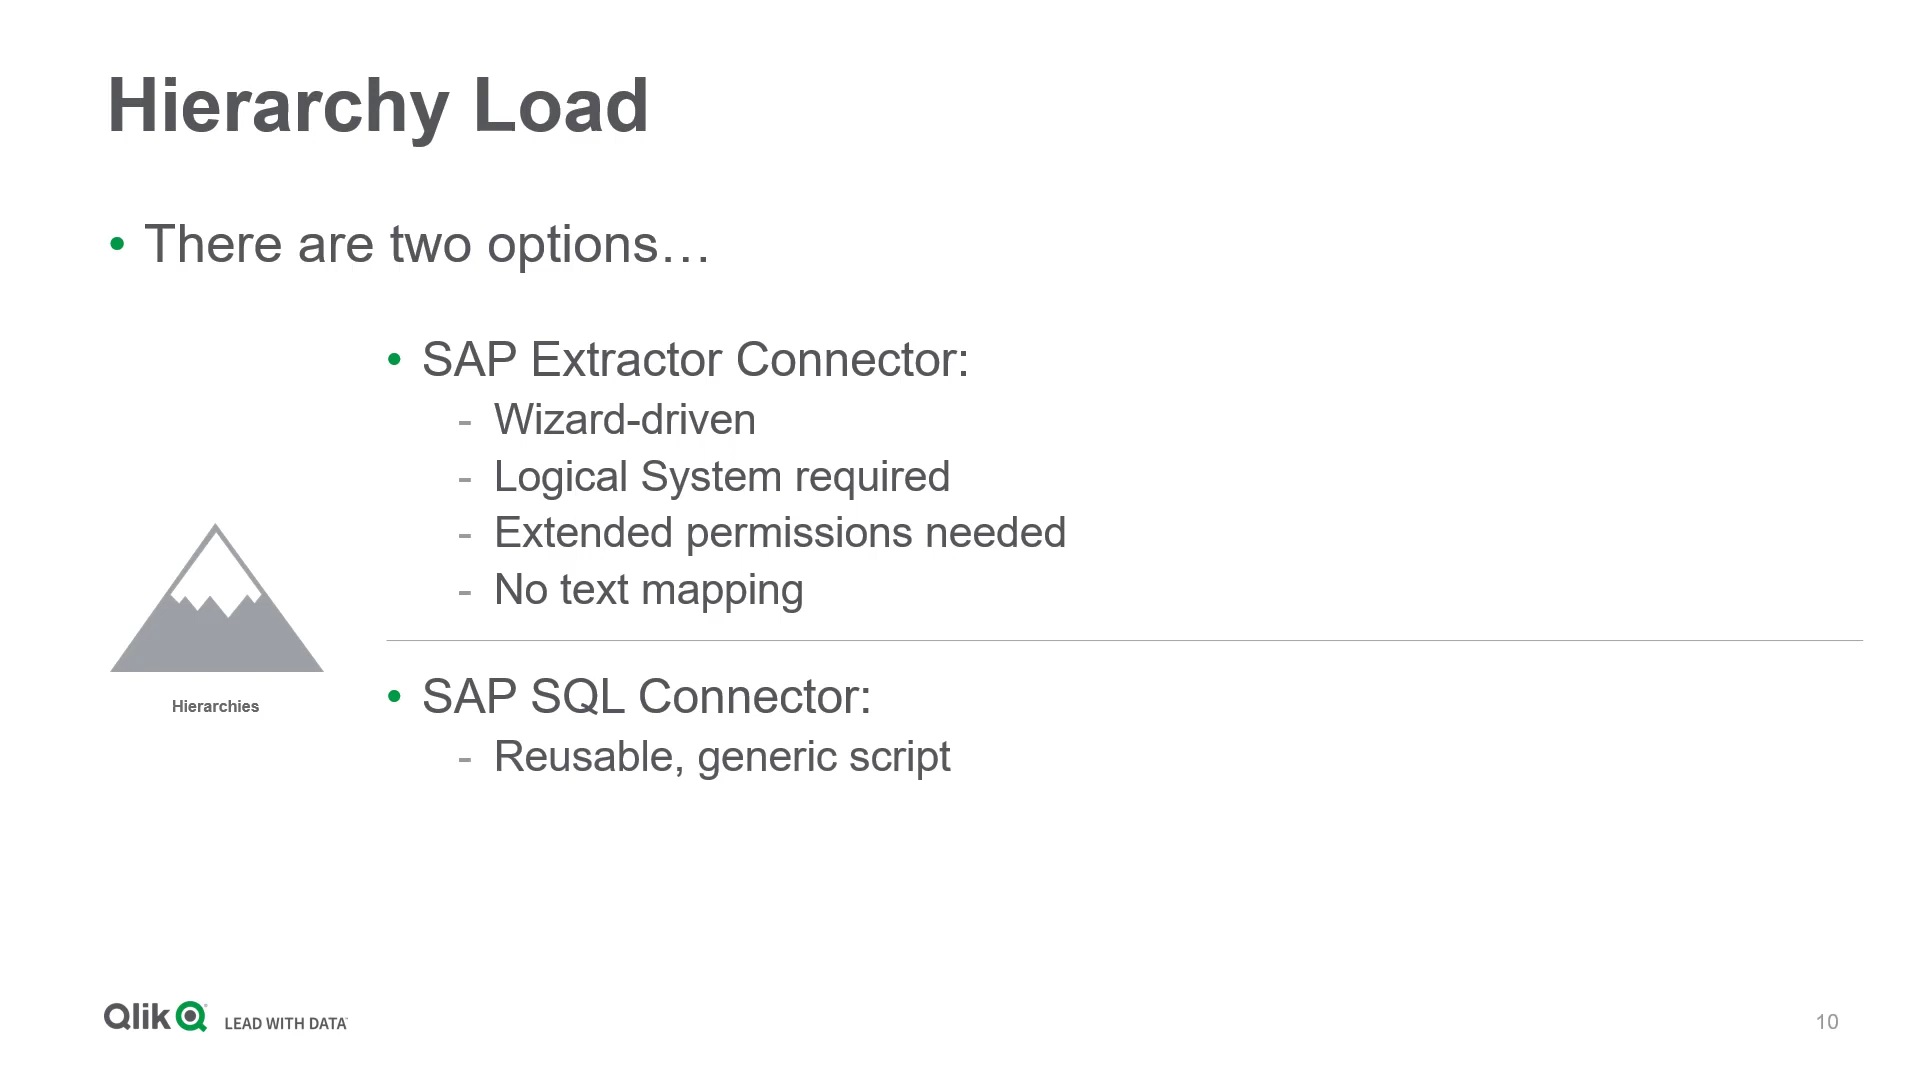 Hierarchy Load
• There are two options…
• SAP Extractor Connector:
- Wizard-driven
- Logical System required
- Extended permissions needed
- No text mapping
Hierarchies
• SAP SQL Connector:
- Reusable, generic script
Qlik LEAD WITH DATA
10